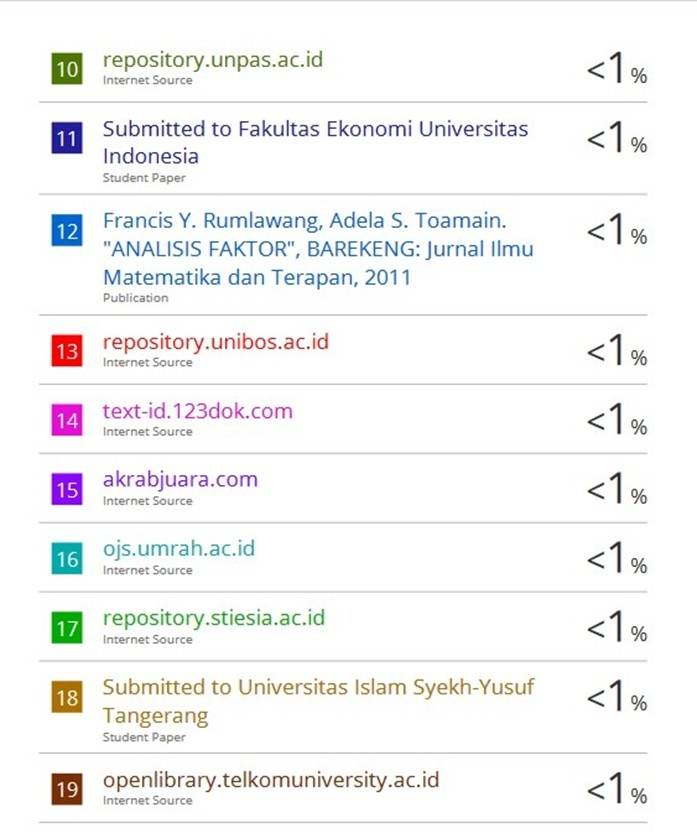 10 repository.unpas.ac.id <1%
Internet Source
11 Submitted to Fakultas Ekonomi Universitas <1%
Indonesia
Student Paper
12 Francis Y. Rumlawang, Adela S. Toamain. <1%
"ANALISIS FAKTOR", BAREKENG: Jurnal Ilmu
Matematika dan Terapan, 2011
Publication
13 repository.unibos.ac.id <1%
Internet Source
14 text-id.123dok.com <1%
Internet Source
15 akrabjuara.com <1%
Internet Source
16 ojs.umrah.ac.id <1%
Internet Source
17 repository.stiesia.ac.id <1%
Internet Source
18 Submitted to Universitas Islam Syekh-Yusuf <1%
Tangerang
Student Paper
19 openlibrary.telkomuniversity.ac.id <1%
Internet Source